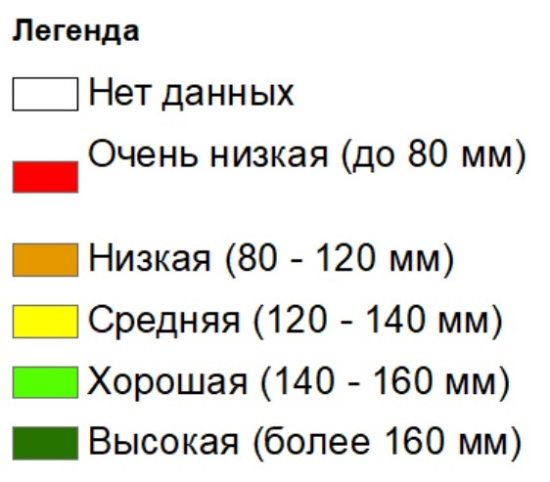 Легенда
Нет данных
Очень низкая (до 80 мм)
Низкая (80 - 120 мм)
Средняя (120 - 140 мм)
Хорошая (140 - 160 мм)
Высокая (более 160 мм)